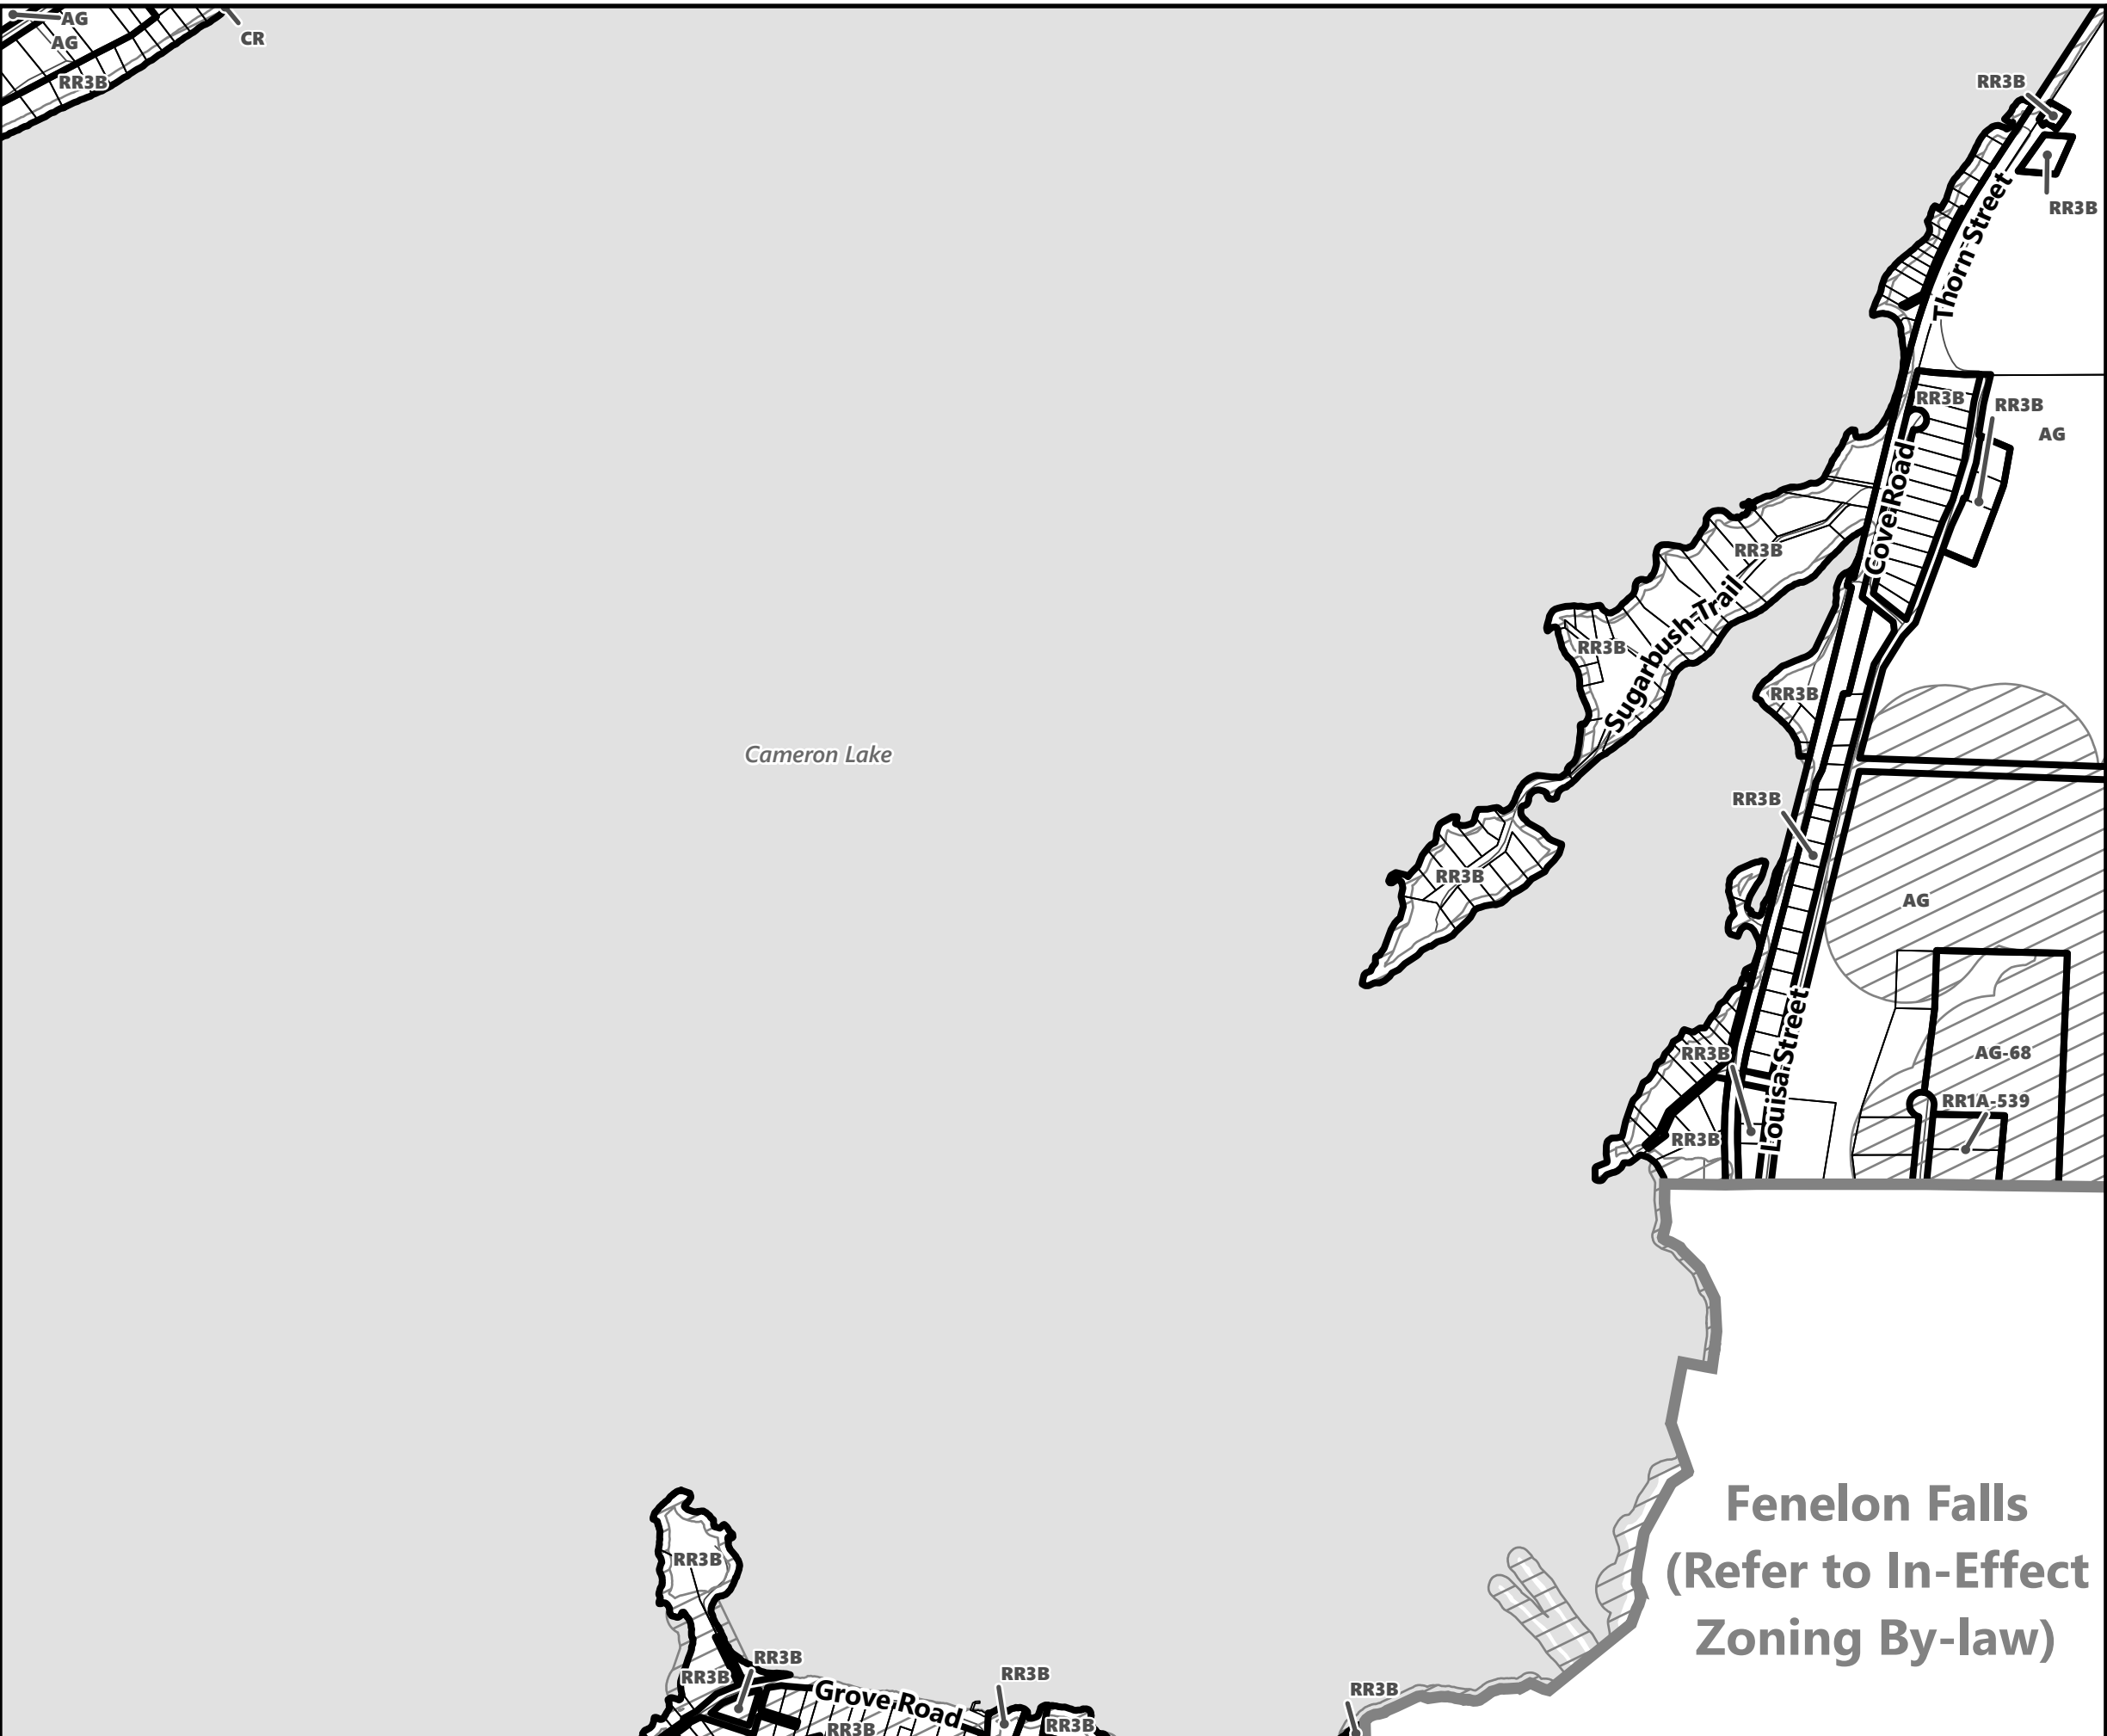 AG
CR
AG
RR3B
RR3B
RR3B
Thorn Street
RR3B
RR3B
AG
Cove Road
RR3B
Sugarbush Trail
RR3B
RR3B
Cameron Lake
RR3B
RR3B
AG
Louisa Street
RR3B
AG-68
RR1A-539
RR3B
Fenelon Falls
(Refer to In-Effect
Zoning By-law)
RR3B
RR3B
RR3B
RR3B
RR3B
Grove Road
RR3B
RR3B